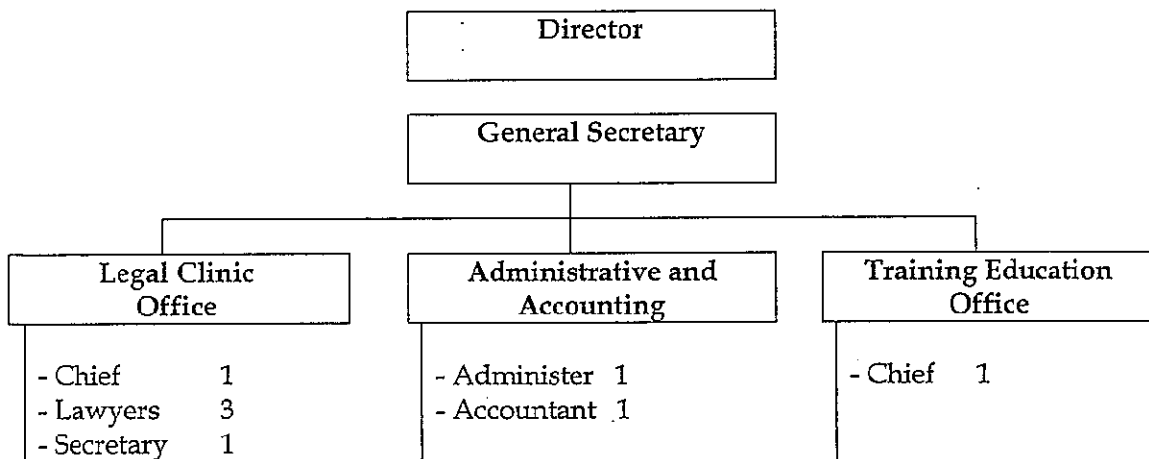 Director
General Secretary
Legal Clinic
Office
Administrative and
Accounting
Training Education
Office
- Chief 1
- Lawyers 3
- Secretary 1
- Administer 1
- Accountant 1
- Chief 1